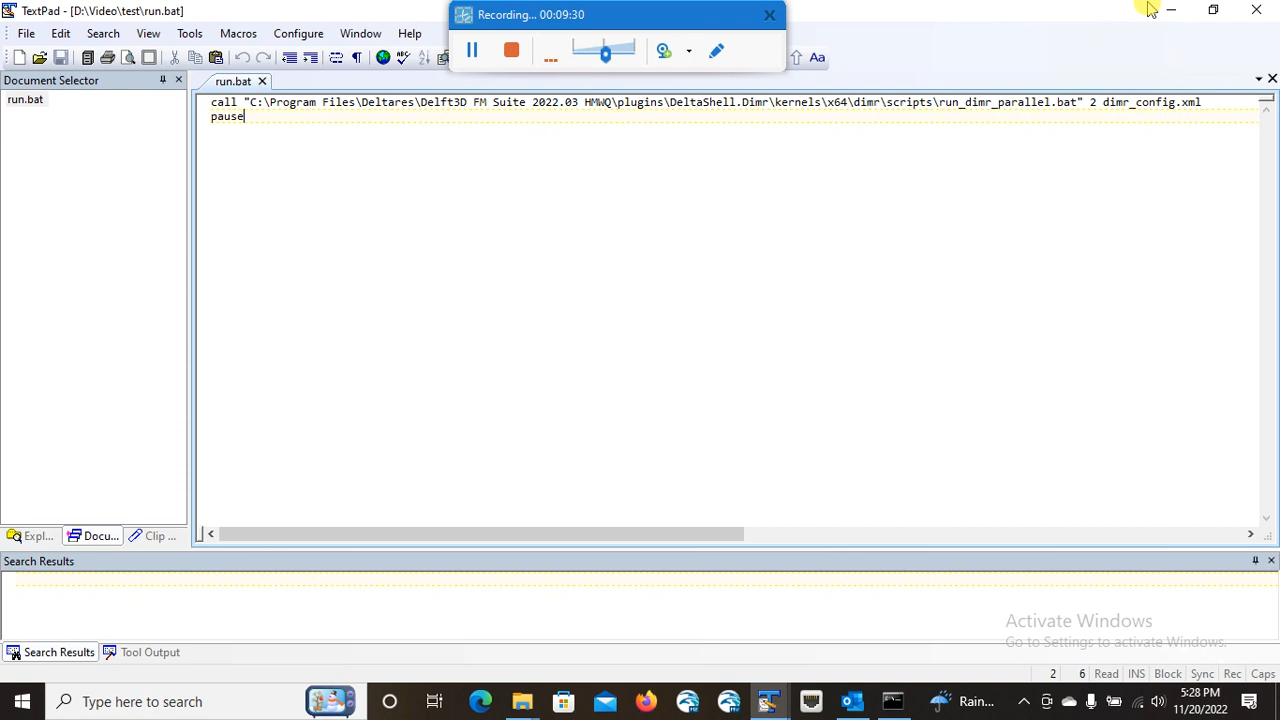 TextPad - [D:\Video\test\run.bat]
Recording... 00:09:30
File Edit Search View Tools Macros Configure Window Help
Document Selector
run.bat
run.bat
call "C:\Program Files\Deltares\Delft3D FM Suite 2022.03 HMWQ\plugins\DeltaShell.Dimr\kernels\x64\dimr\scripts\run_dimr_parallel.bat" 2 dimr_config.xml
pause
Expl... Docu... Clip ...
Search Results
Activate Windows
Go to Settings to activate Windows.
Search Results Tool Output
2 6 Read INS Block Sync Rec Caps
Type here to search
Rain...
5:28 PM
11/20/2022